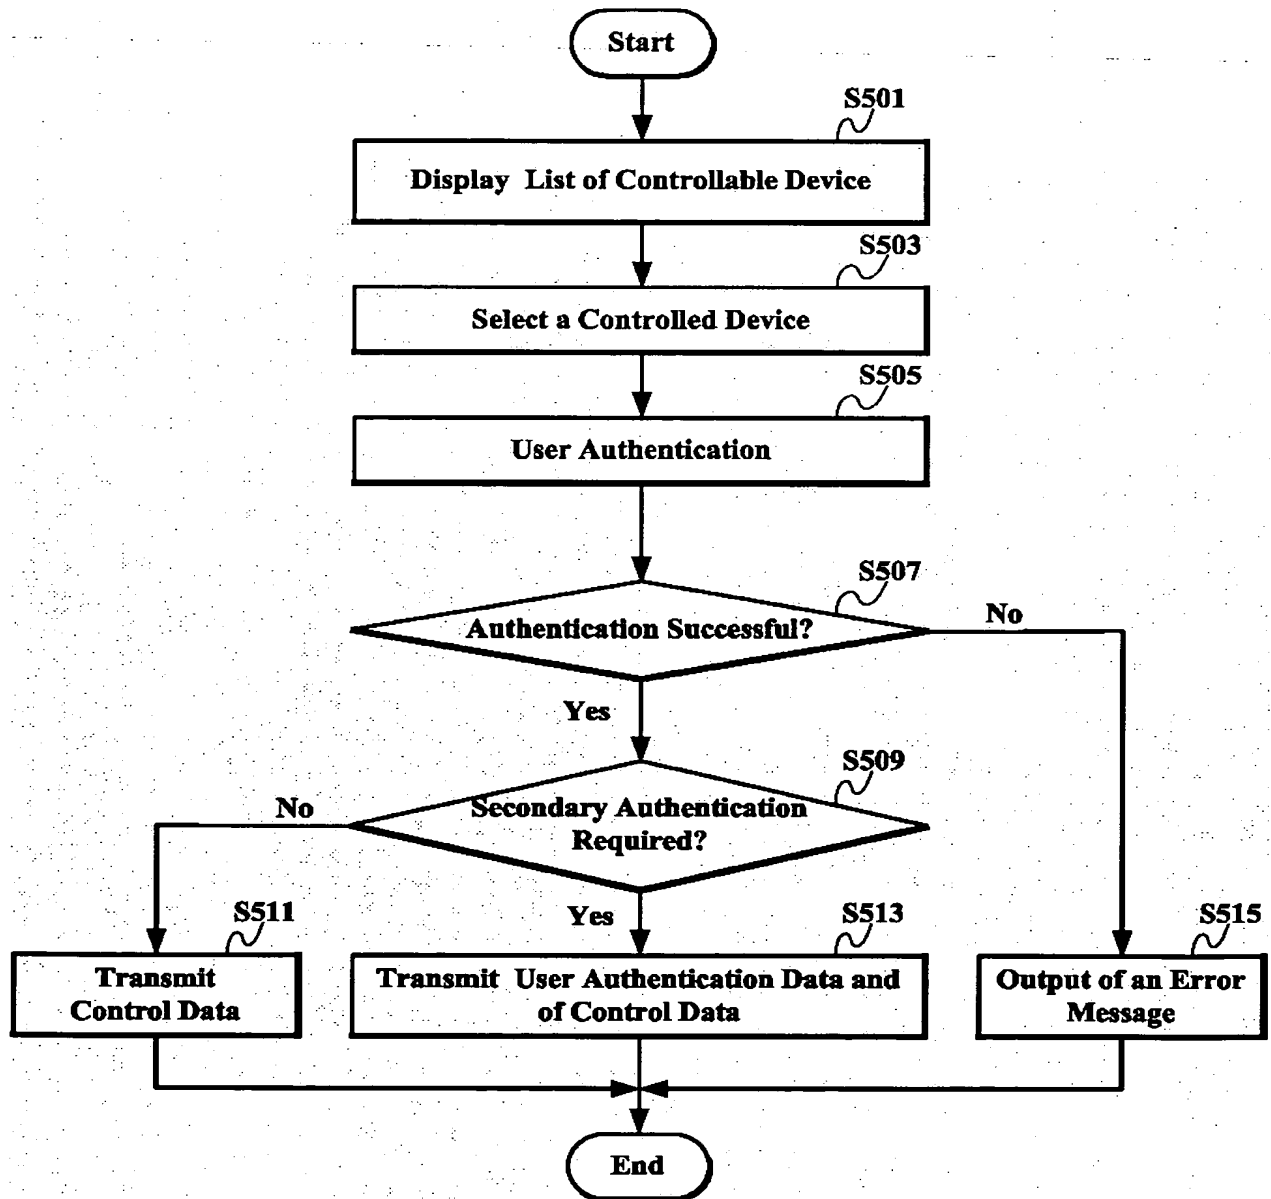 Start
S501
Display List of Controllable Device
S503
Select a Controlled Device
S505
User Authentication
S507
Authentication Successful?
No
Yes
S509
Secondary Authentication
Required?
No
Yes
S511
Transmit
Control Data
S513
Transmit User Authentication Data and
of Control Data
S515
Output of an Error
Message
End